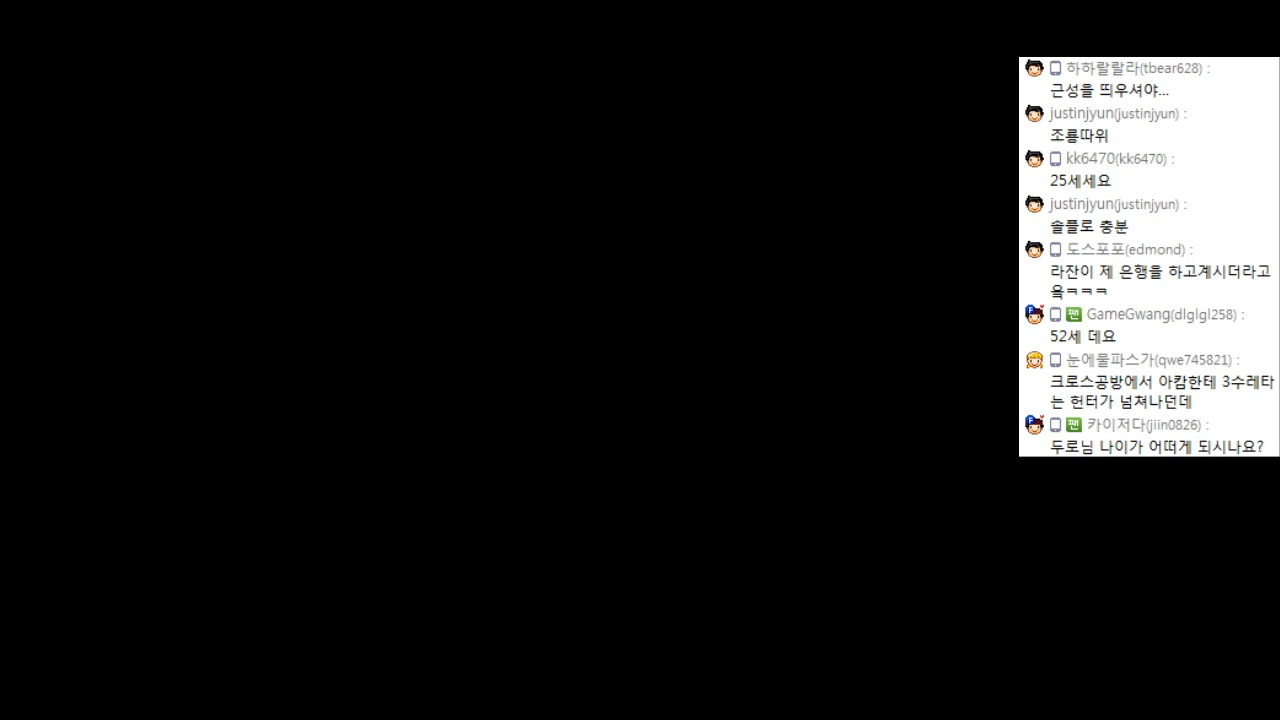 하하랄랄라(tbear628) :
근성을 띄우셔야...
justinjyun(justinjyun) :
조룡따위
kk6470(kk6470) :
25세세요
justinjyun(justinjyun) :
솔플로 충분
도스포포(edmond) :
라잔이 제 은행을 하고계시더라고
욬ㅋㅋㅋ
팬 GameGwang(dlglgl258) :
52세 데요
눈에물파스가(qwe745821) :
크로스공방에서 아캄한테 3수레타
는 헌터가 넘쳐나던데
팬 카이저다(jiin0826) :
두로님 나이가 어떠게 되시나요?